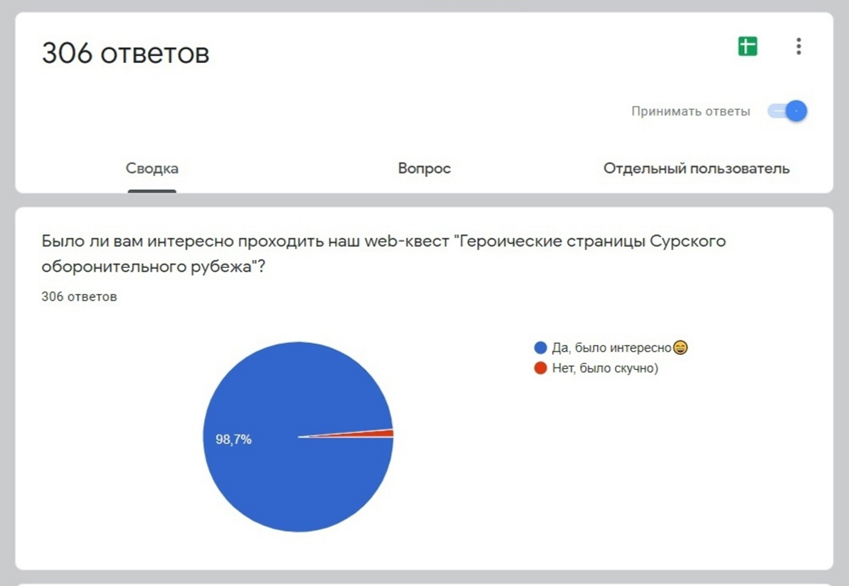 306 ответов
Принимать ответы
Сводка
Вопрос
Отдельный пользователь
Было ли вам интересно проходить наш web-квест "Героические страницы Сурского
оборонительного рубежа"?
306 ответов
Да, было интересно😄
Нет, было скучно)
98,7%